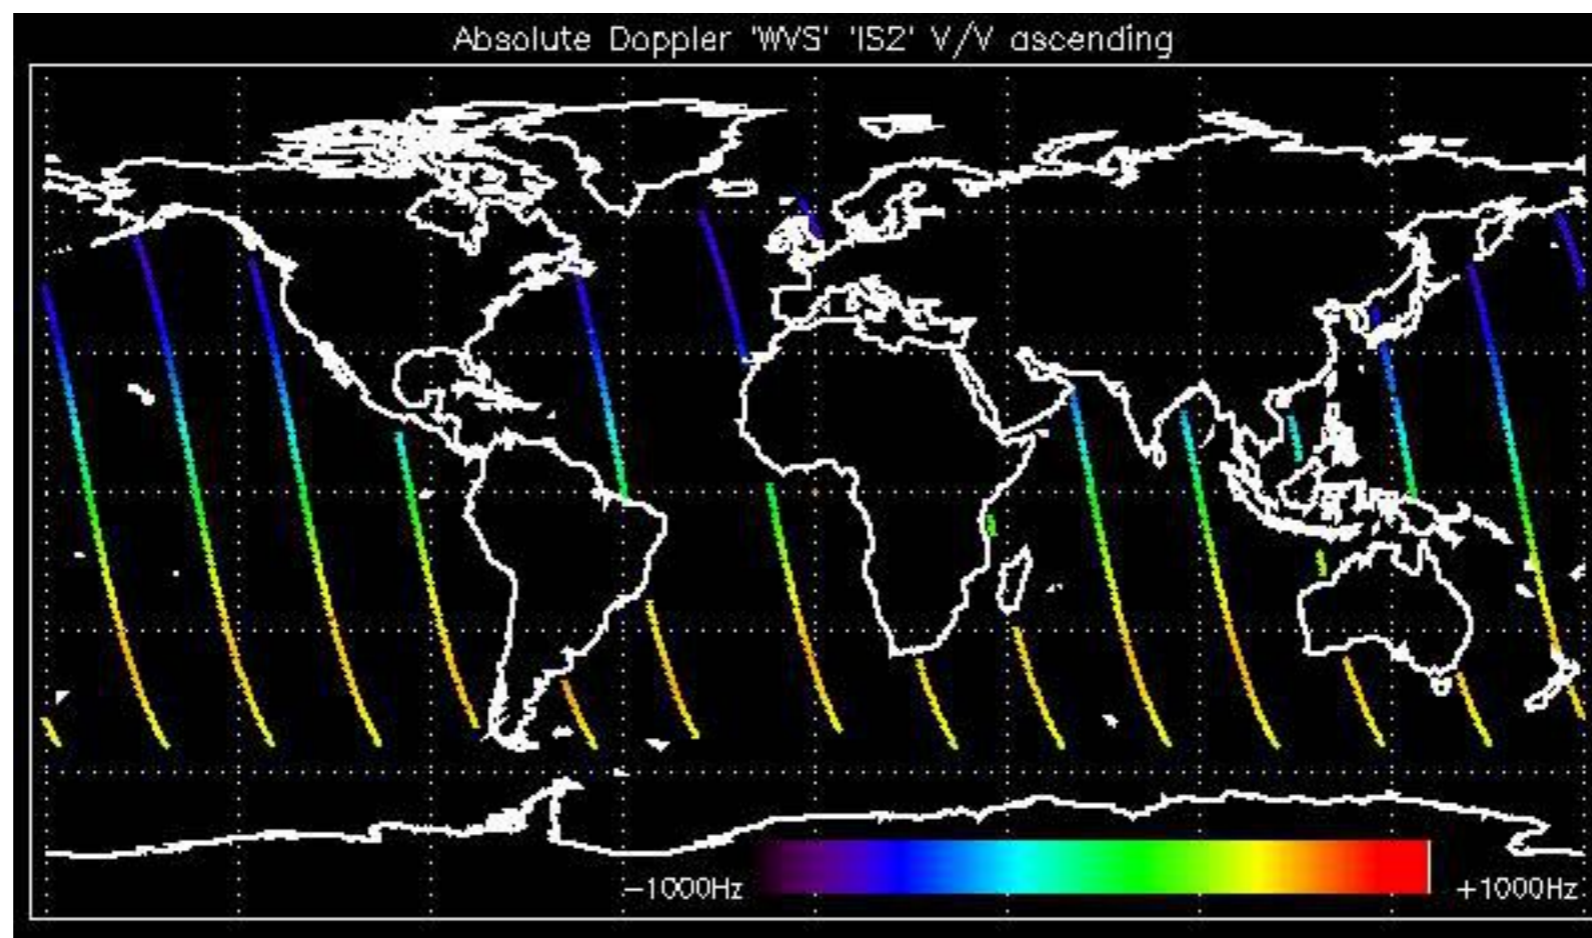 Absolute Doppler 'WVS' 'IS2' V/V ascending
-1000Hz +1000Hz